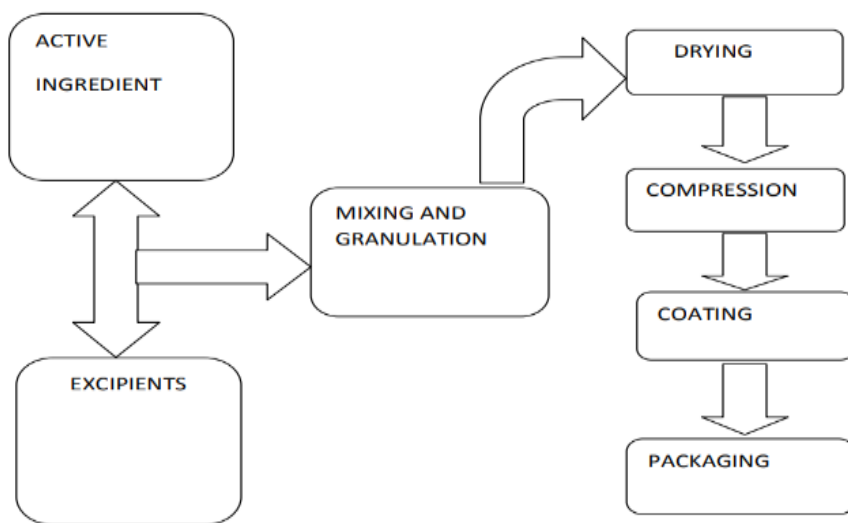 ACTIVE
INGREDIENT
EXCIPIENTS
MIXING AND
GRANULATION
DRYING
COMPRESSION
COATING
PACKAGING